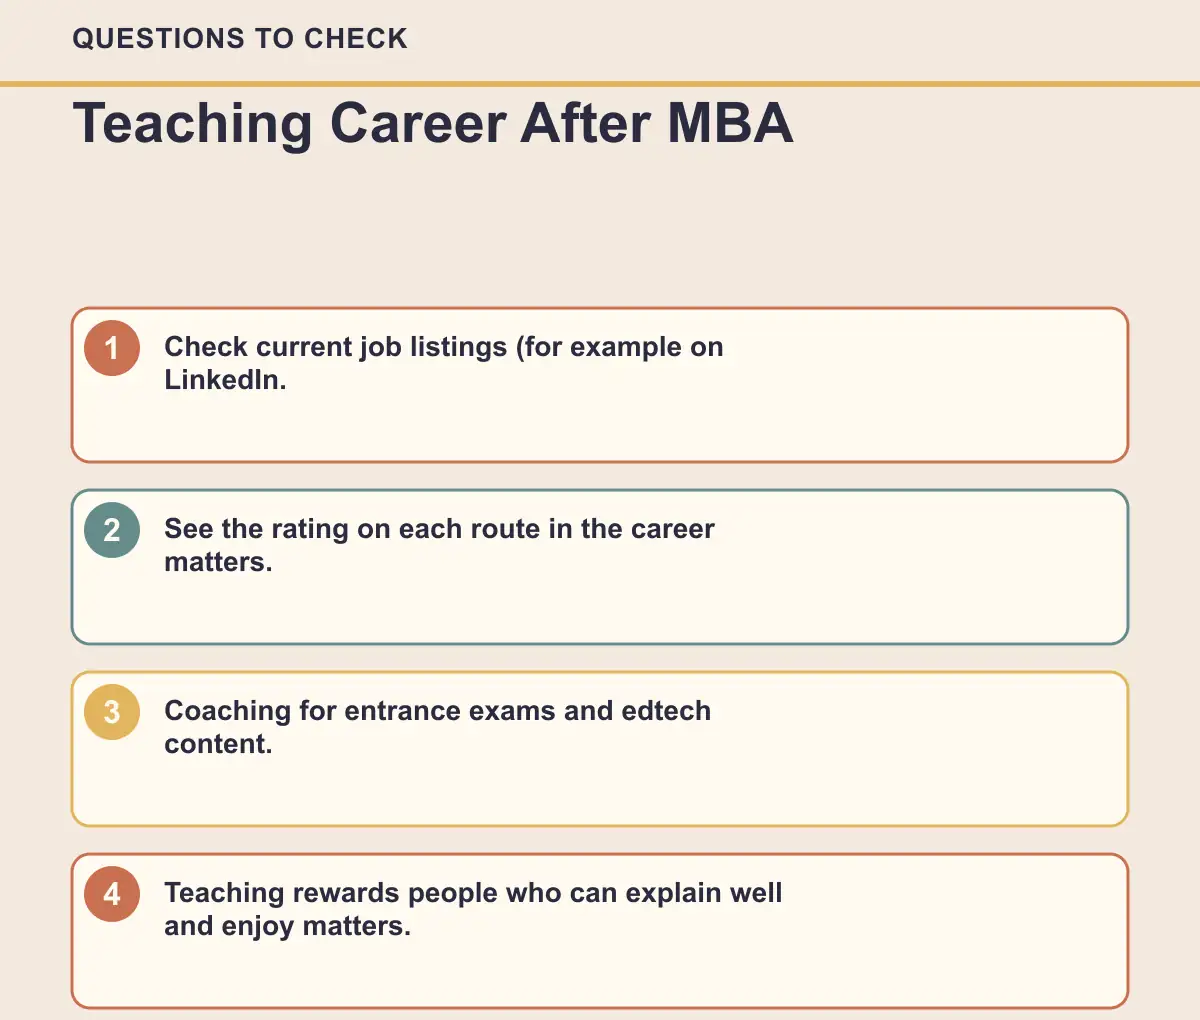 QUESTIONS TO CHECK
Teaching Career After MBA
1
Check current job listings (for example on
LinkedIn.
2
See the rating on each route in the career
matters.
3
Coaching for entrance exams and edtech
content.
4
Teaching rewards people who can explain well
and enjoy matters.